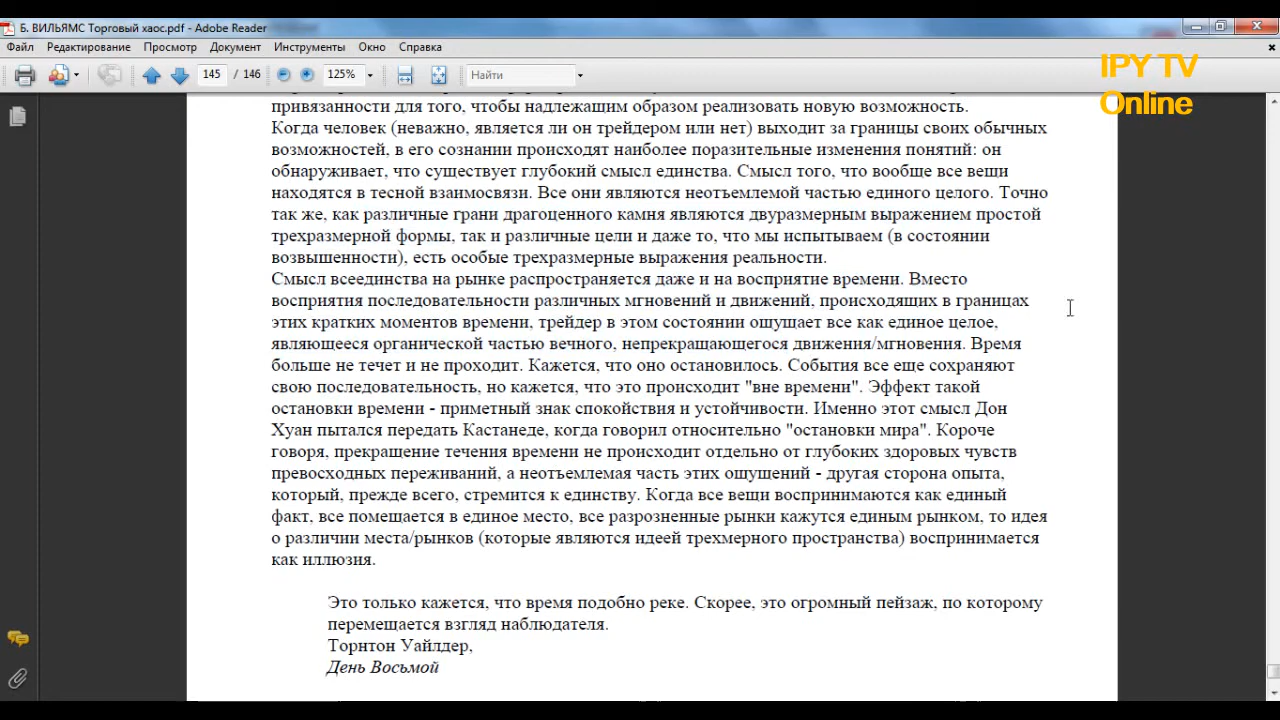 Б. ВИЛЬЯМС Торговый хаос.pdf - Adobe Reader
Файл Редактирование Просмотр Документ Инструменты Окно Справка
145 / 146 125% Найти
IPY TV
Online
привязанности для того, чтобы надлежащим образом реализовать новую возможность.
Когда человек (неважно, является ли он трейдером или нет) выходит за границы своих обычных
возможностей, в его сознании происходят наиболее поразительные изменения понятий: он
обнаруживает, что существует глубокий смысл единства. Смысл того, что вообще все вещи
находятся в тесной взаимосвязи. Все они являются неотъемлемой частью единого целого. Точно
так же, как различные грани драгоценного камня являются двуразмерным выражением простой
трехразмерной формы, так и различные цели и даже то, что мы испытываем (в состоянии
возвышенности), есть особые трехразмерные выражения реальности.
Смысл всеединства на рынке распространяется даже и на восприятие времени. Вместо
восприятия последовательности различных мгновений и движений, происходящих в границах
этих кратких моментов времени, трейдер в этом состоянии ощущает все как единое целое,
являющееся органической частью вечного, непрекращающегося движения/мгновения. Время
больше не течет и не проходит. Кажется, что оно остановилось. События все еще сохраняют
свою последовательность, но кажется, что это происходит "вне времени". Эффект такой
остановки времени - приметный знак спокойствия и устойчивости. Именно этот смысл Дон
Хуан пытался передать Кастанеде, когда говорил относительно "остановки мира". Короче
говоря, прекращение течения времени не происходит отдельно от глубоких здоровых чувств
превосходных переживаний, а неотъемлемая часть этих ощущений - другая сторона опыта,
который, прежде всего, стремится к единству. Когда все вещи воспринимаются как единый
факт, все помещается в единое место, все разрозненные рынки кажутся единым рынком, то идея
о различии места/рынков (которые являются идеей трехмерного пространства) воспринимается
как иллюзия.
Это только кажется, что время подобно реке. Скорее, это огромный пейзаж, по которому
перемещается взгляд наблюдателя.
Торнтон Уайлдер,
День Восьмой